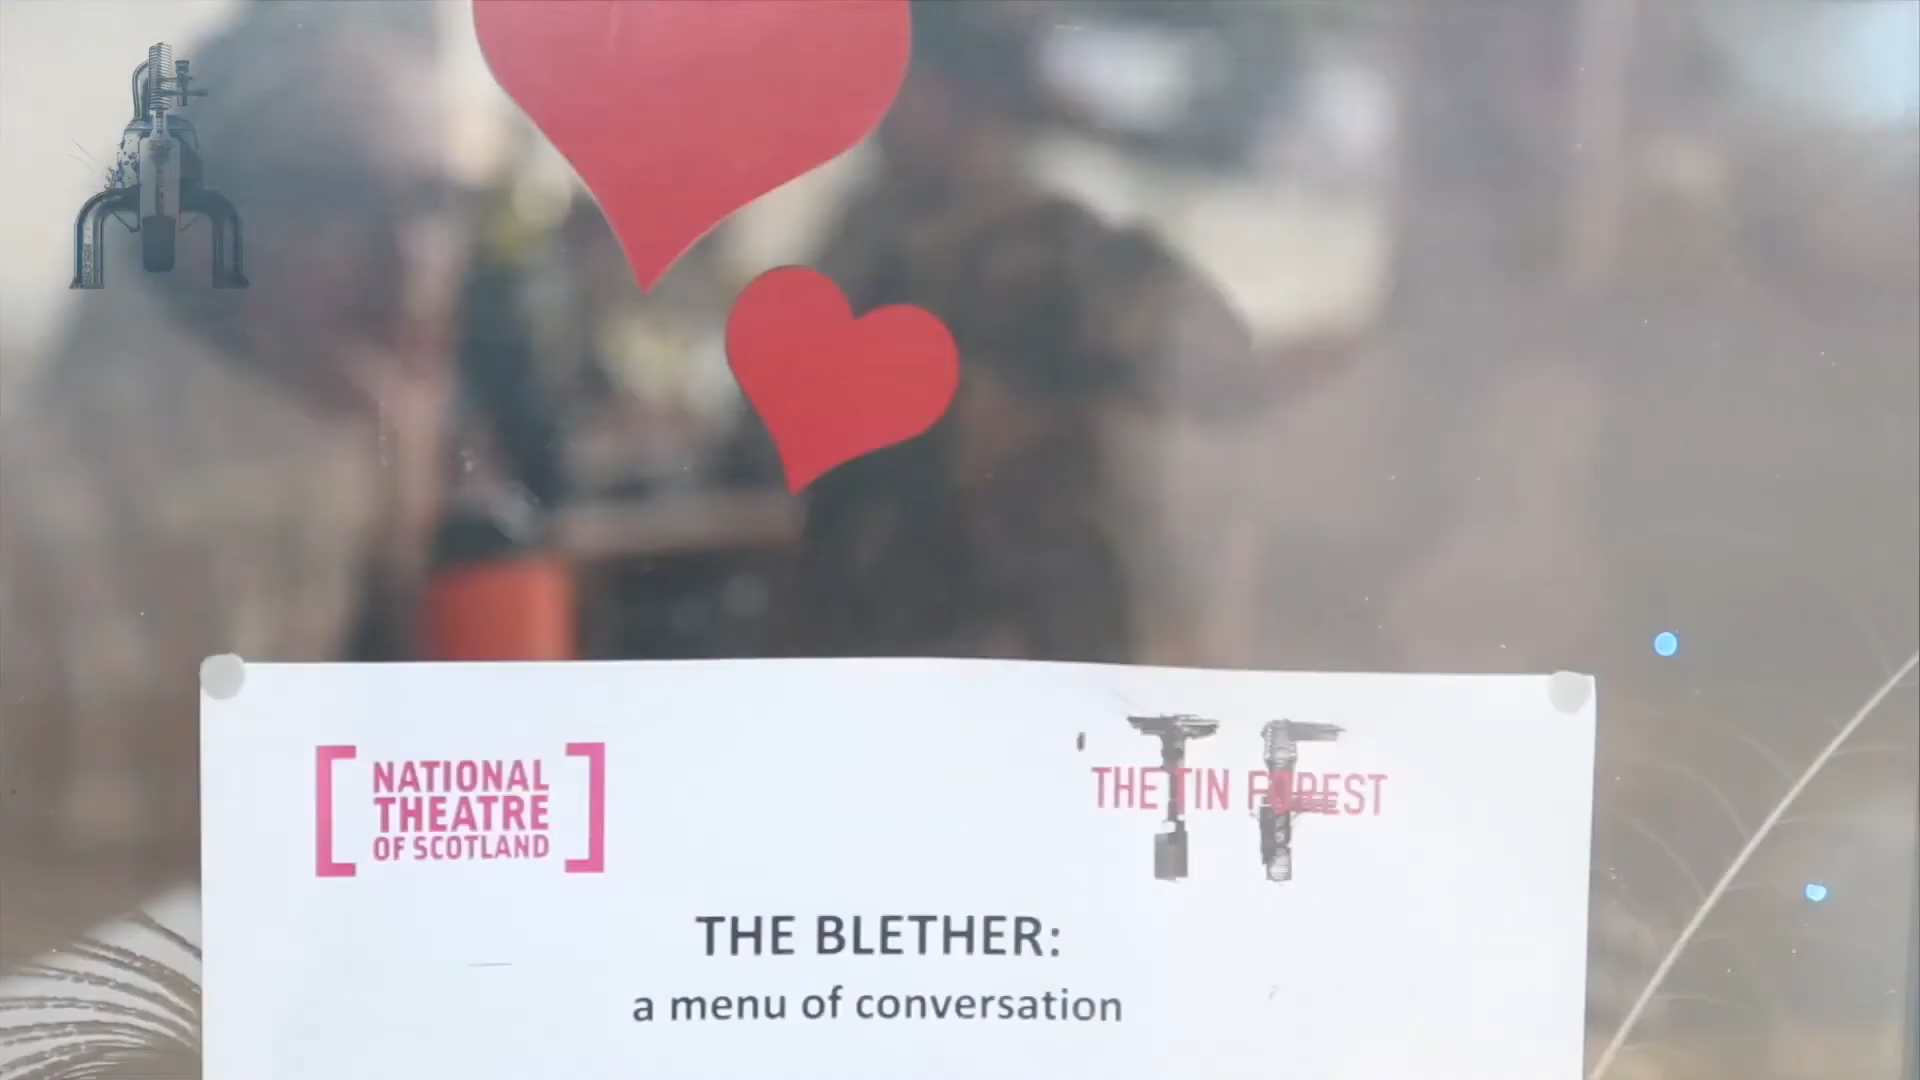 NATIONAL
THEATRE
OF SCOTLAND
THE TIN FOREST
THE BLETHER:
a menu of conversation